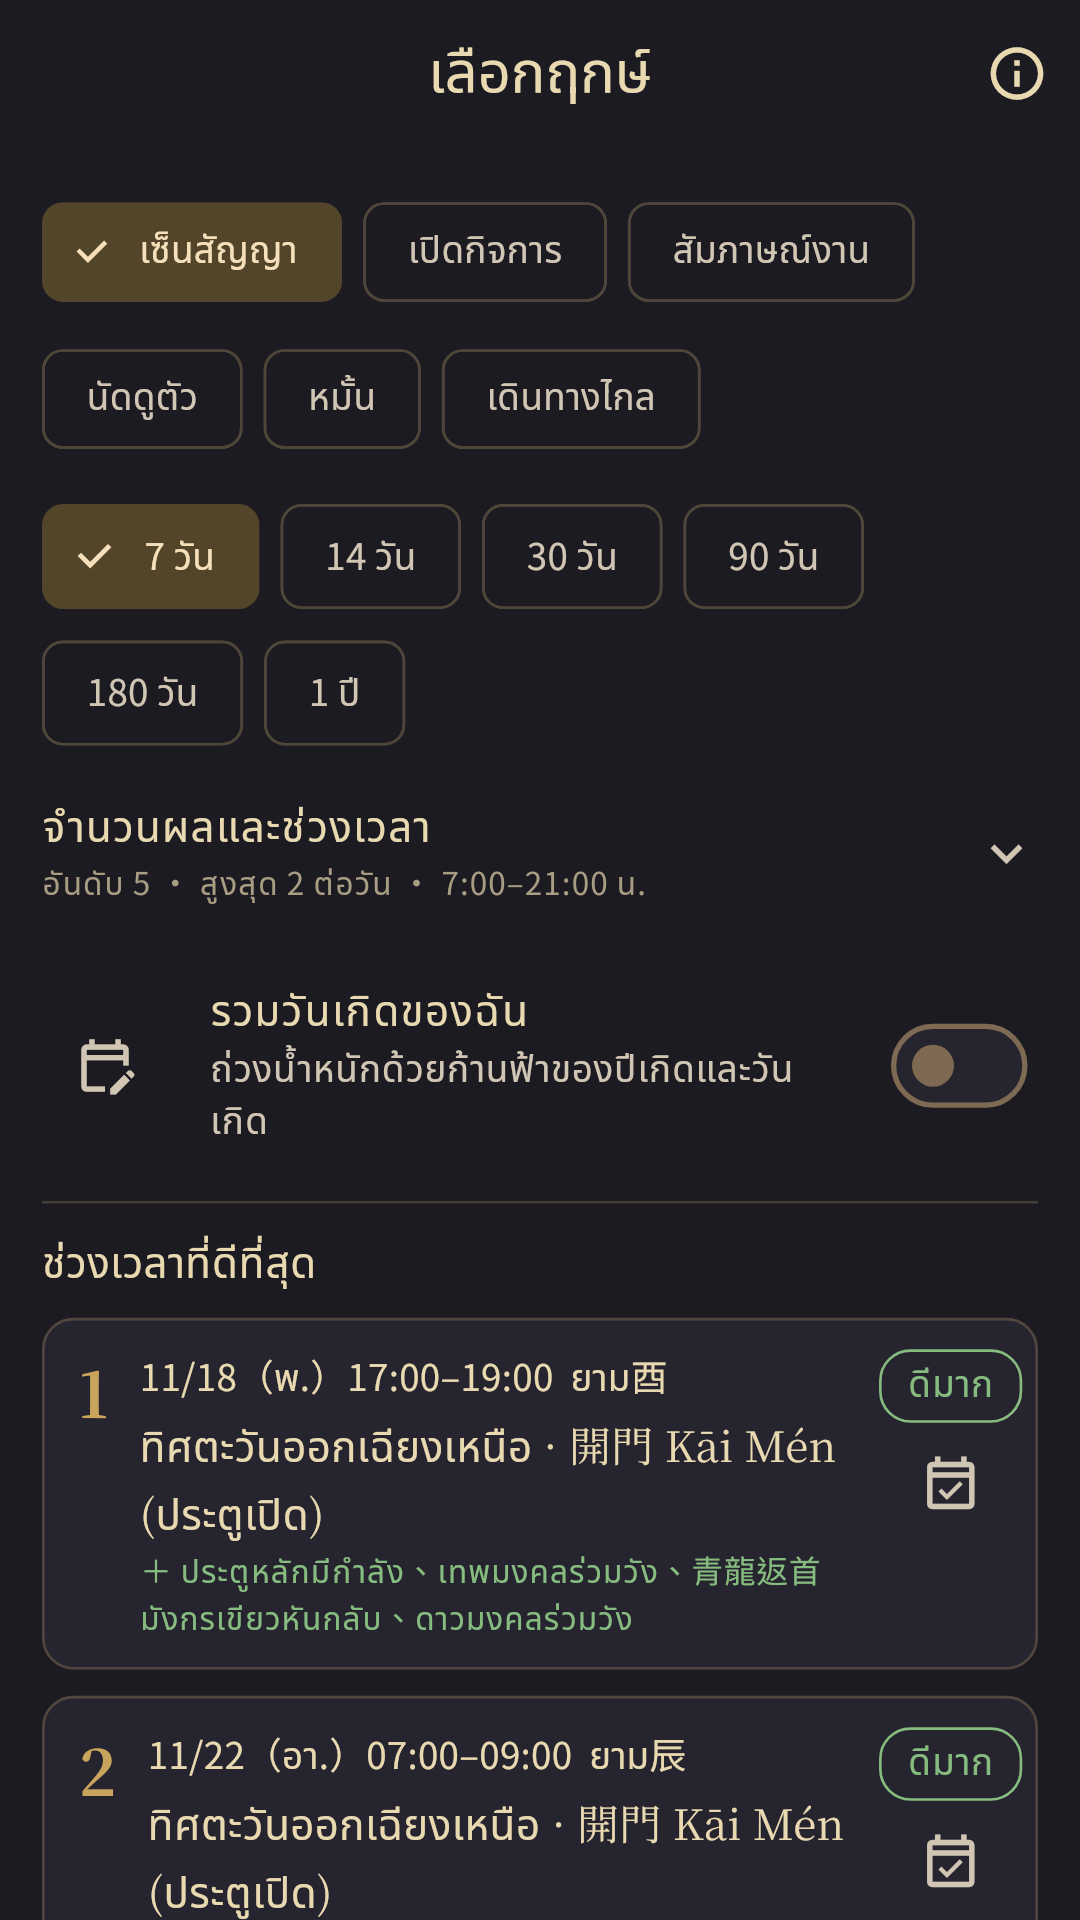 เลือกฤกษ์
เซ็นสัญญา
เปิดกิจการ
สัมภาษณ์งาน
นัดดูตัว
หมั้น
เดินทางไกล
7 วัน
14 วัน
30 วัน
90 วัน
180 วัน
1 ปี
จำนวนผลและช่วงเวลา
อันดับ 5 • สูงสุด 2 ต่อวัน • 7:00–21:00 น.
รวมวันเกิดของฉัน
ถ่วงน้ำหนักด้วยก้านฟ้าของปีเกิดและวัน
เกิด
ช่วงเวลาที่ดีที่สุด
1
11/18（พ.）17:00–19:00 ยาม酉
ดีมาก
ทิศตะวันออกเฉียงเหนือ · 開門 Kāi Mén
(ประตูเปิด)
＋ ประตูหลักมีกำลัง、เทพมงคลร่วมวัง、青龍返首
มังกรเขียวหันกลับ、ดาวมงคลร่วมวัง
2
11/22（อา.）07:00–09:00 ยาม辰
ดีมาก
ทิศตะวันออกเฉียงเหนือ · 開門 Kāi Mén
(ประตูเปิด)